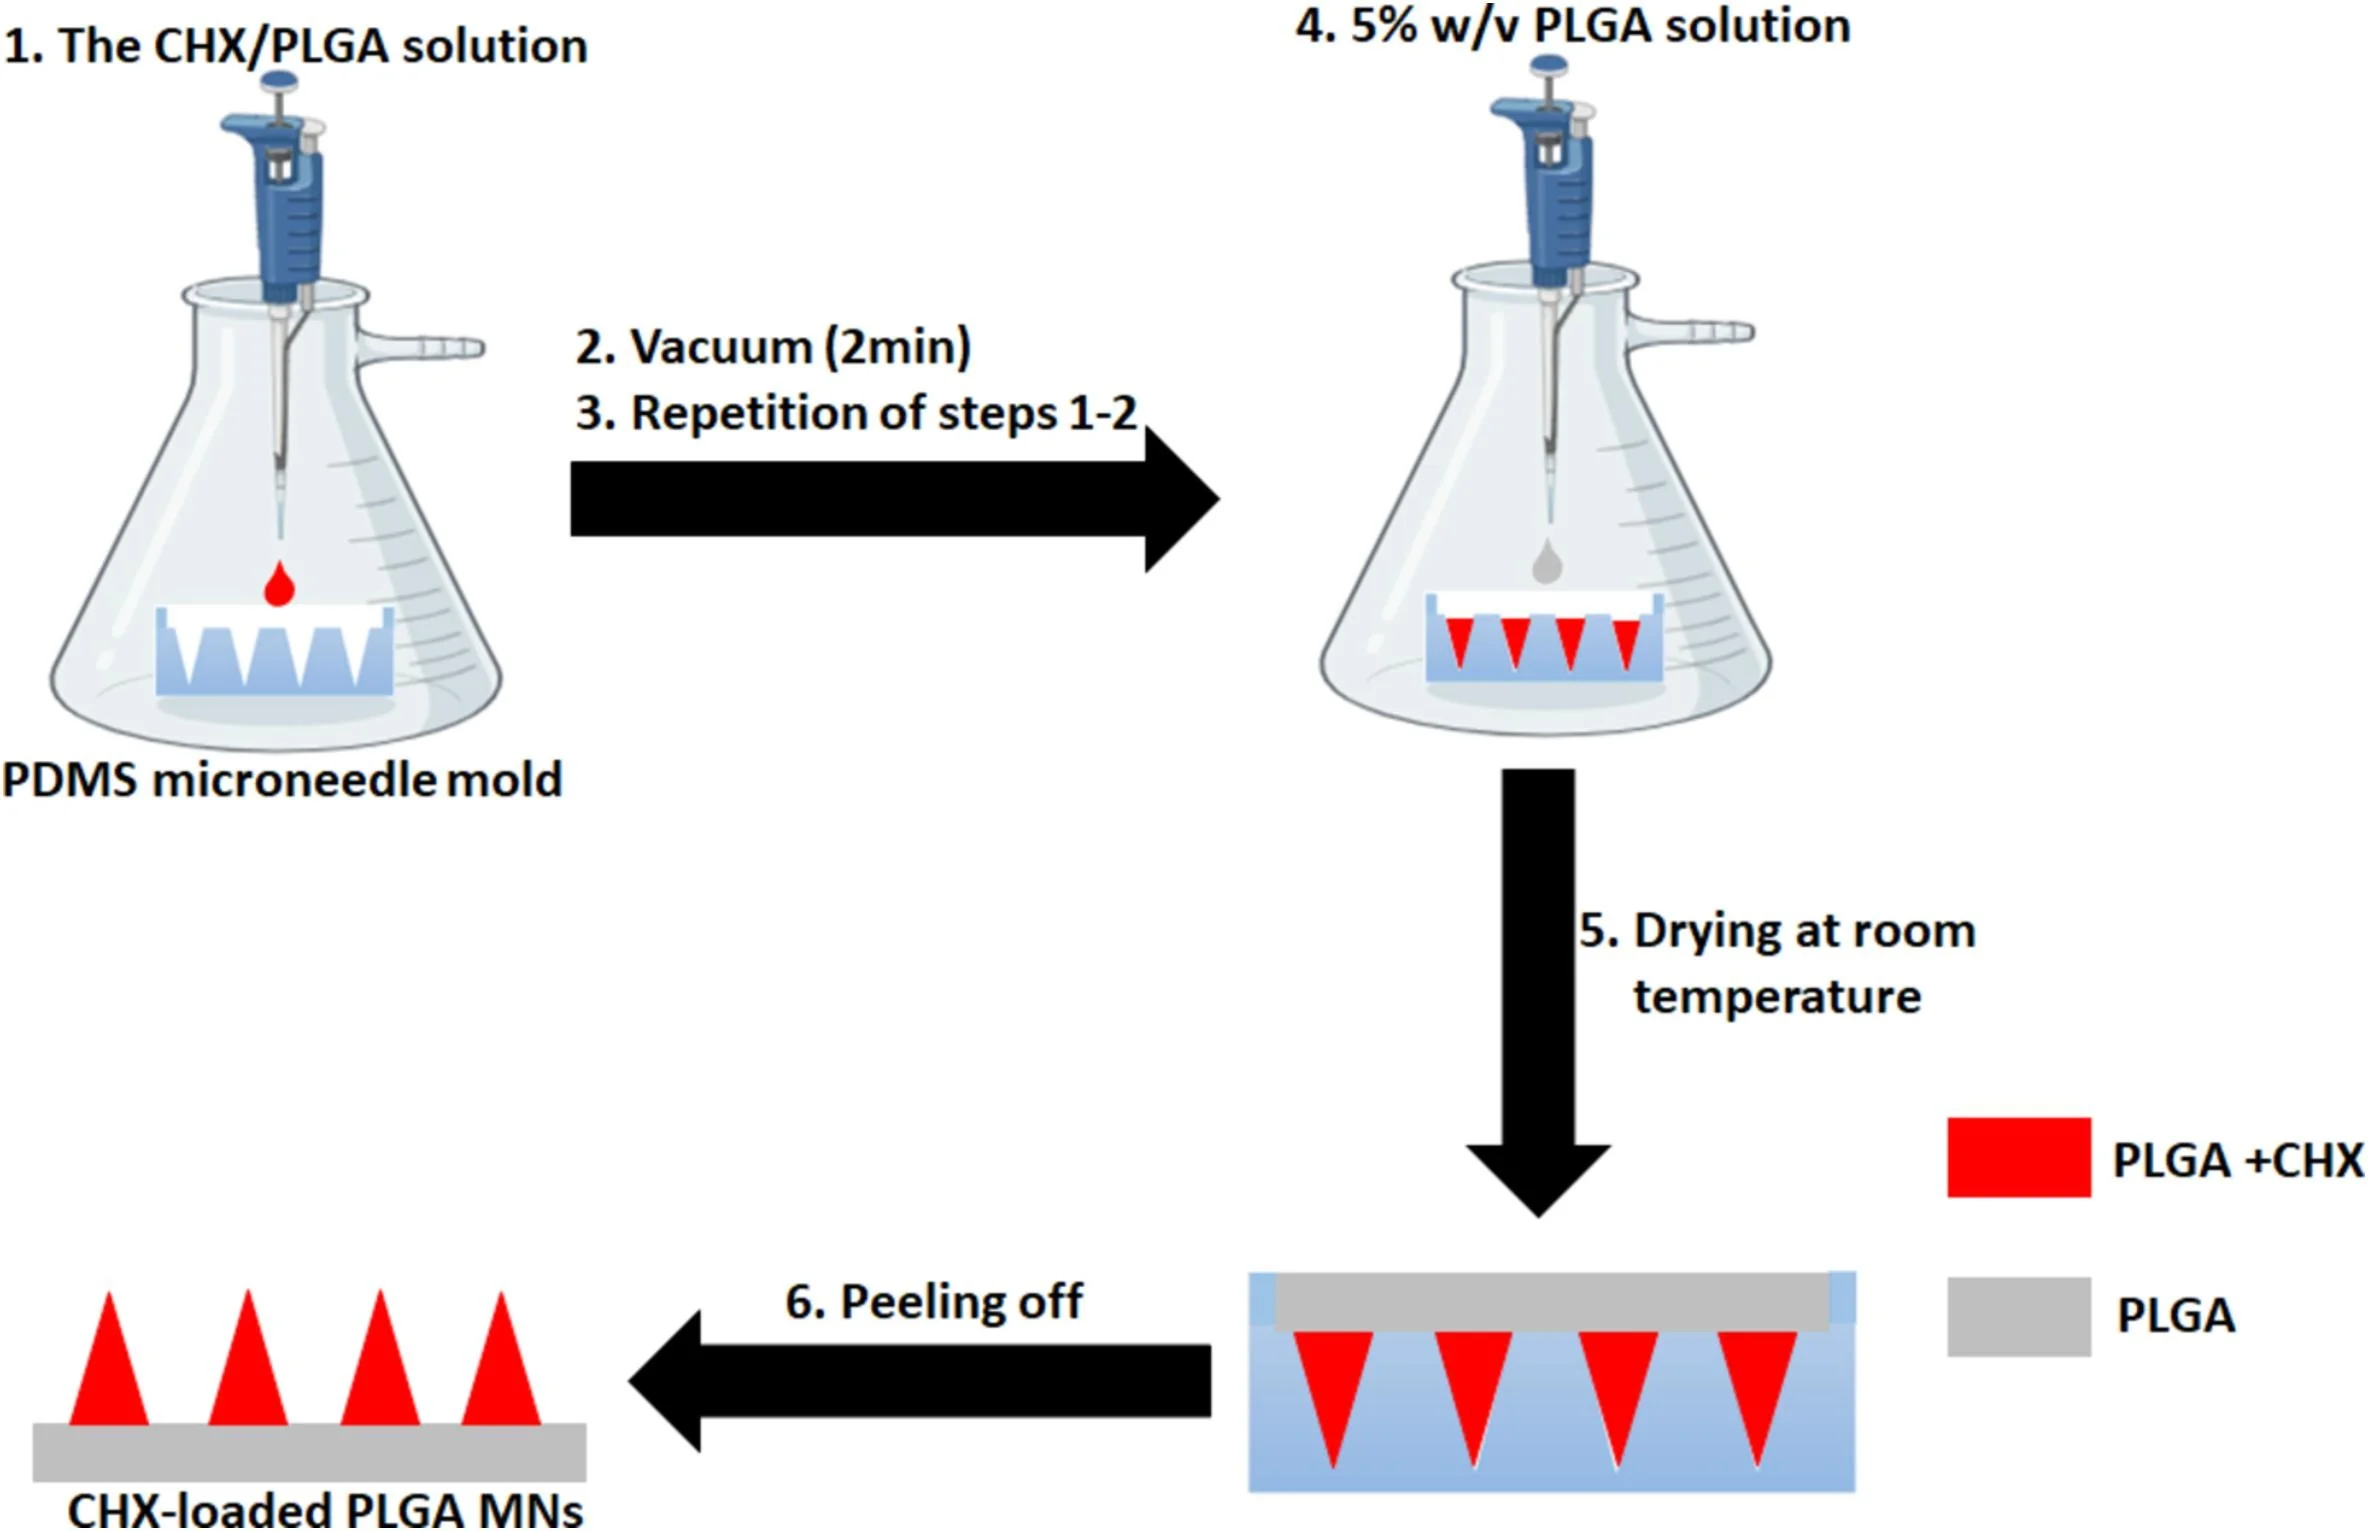 1. The CHX/PLGA solution
4. 5% w/v PLGA solution
2. Vacuum (2min)
3. Repetition of steps 1-2
PDMS microneedle mold
5. Drying at room
temperature
PLGA +CHX
6. Peeling off
PLGA
CHX-loaded PLGA MNs